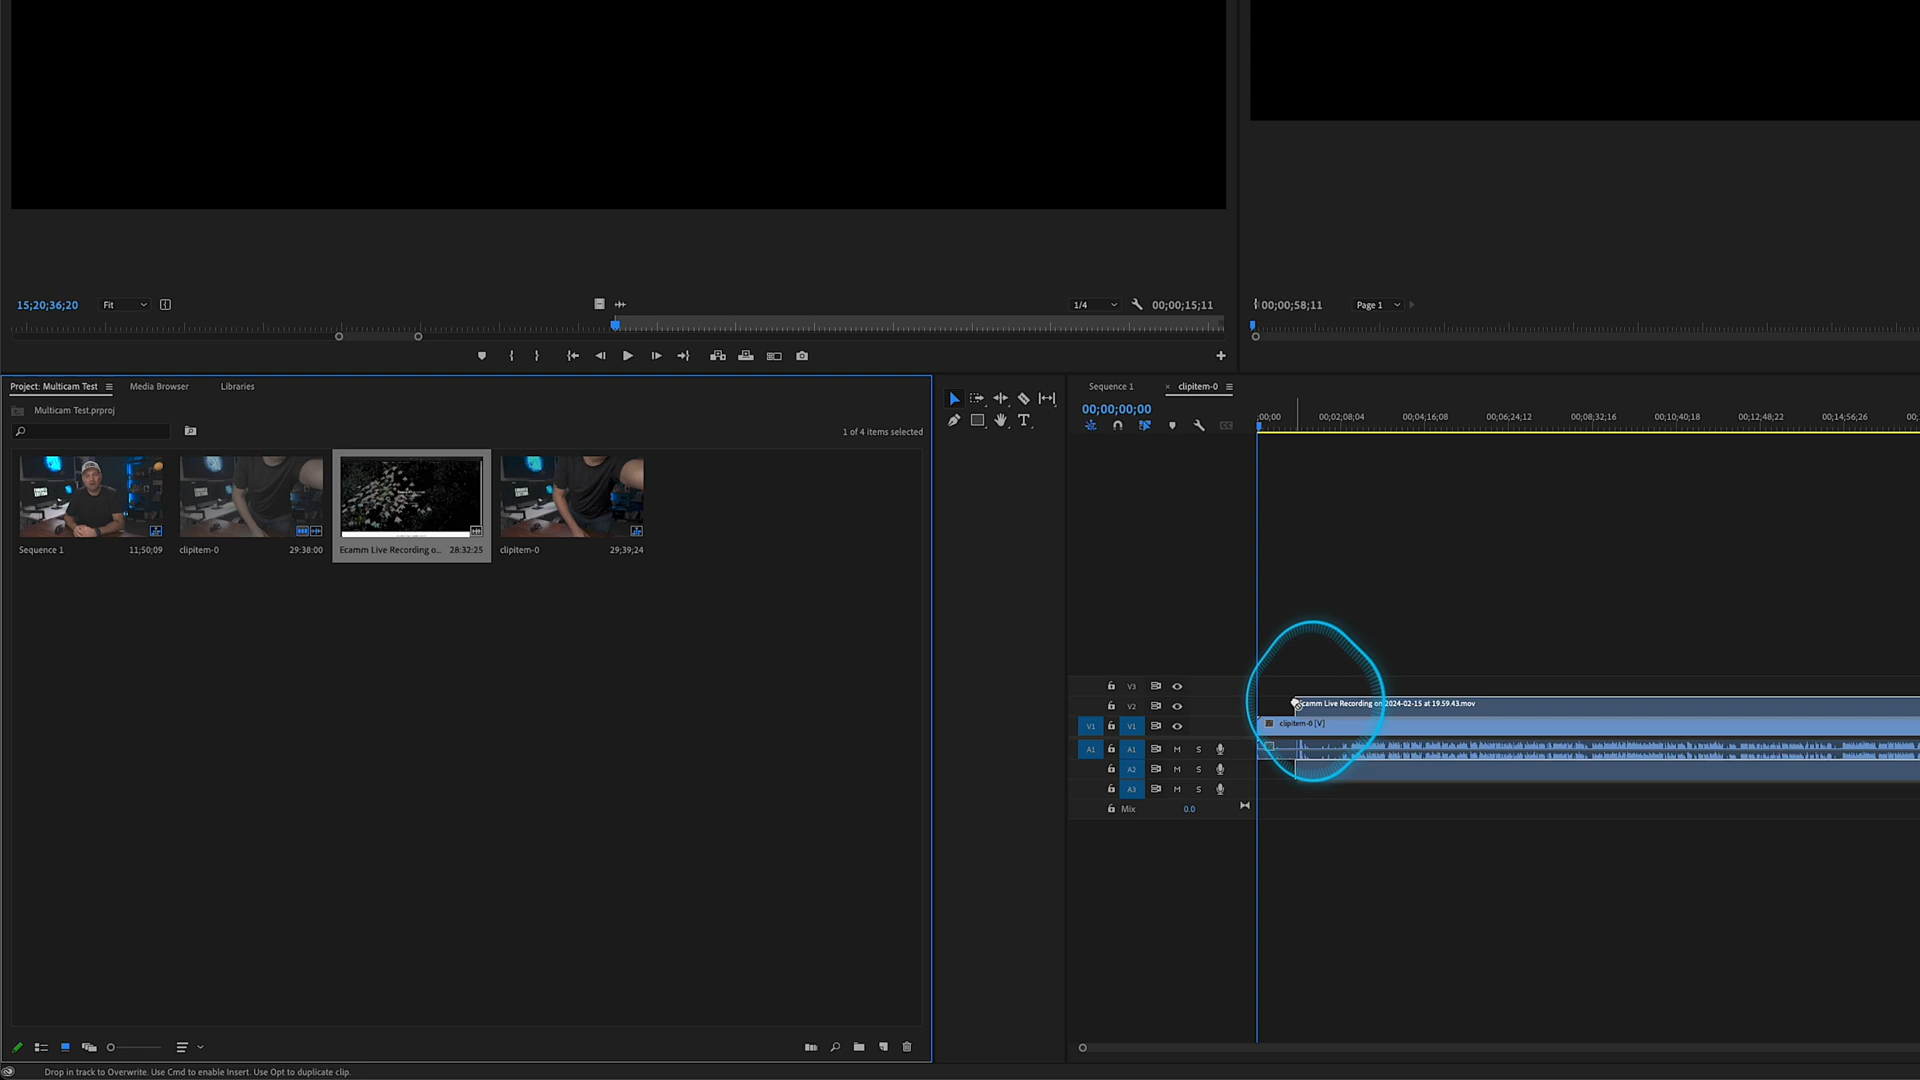 15;20;36;20
Fit
1/4
00;00;15;11
00;00;58;11
Page 1
Project: Multicam Test
Media Browser
Libraries
Multicam Test.prproj
1 of 4 items selected
Sequence 1
11;50;09
clipitem-0
29:38:00
Ecamm Live Recording o...
28:32:25
clipitem-0
29;39;24
Sequence 1
× clipitem-0
00;00;00;00
;00;00
00;02;08;04
00;04;16;08
00;06;24;12
00;08;32;16
00;10;40;18
00;12;48;22
00;14;56;26
00;
V3
V2
camm Live Recording on 2024-02-15 at 19.59.43.mov
V1
V1
clipitem-0 [V]
A1
A1
M
S
A2
M
S
A3
M
S
Mix
0.0
Drop in track to Overwrite. Use Cmd to enable Insert. Use Opt to duplicate clip.